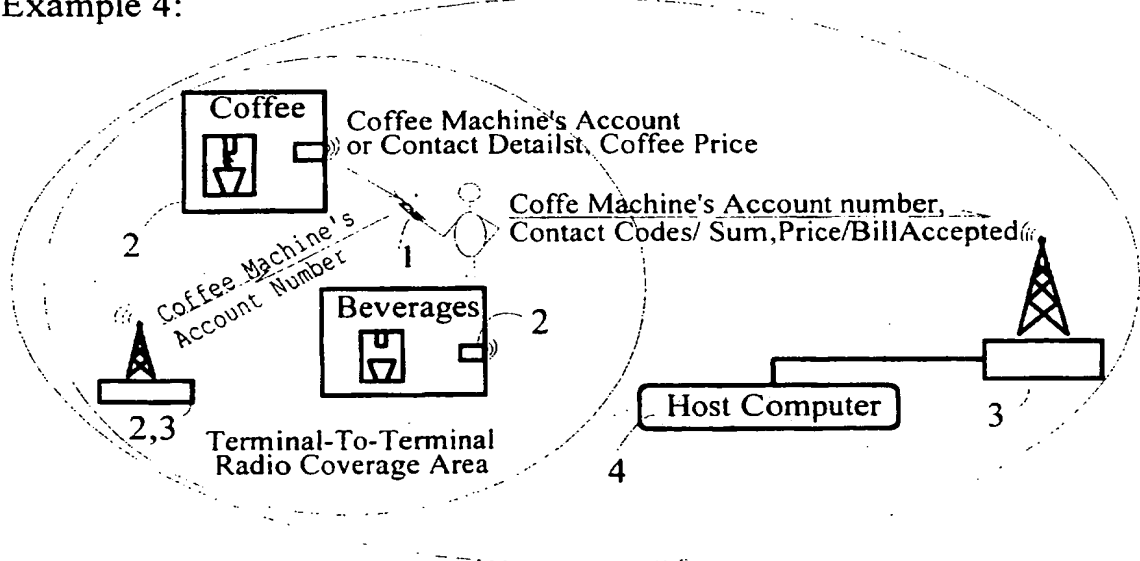 Example 4:
Coffee
Coffee Machine's Account
or Contact Detailst, Coffee Price
Coffe Machine's Account number,
Contact Codes/ Sum,Price/BillAccepted
2
1
Coffee Machine's
Account Number
Beverages
2
2,3
Terminal-To-Terminal
Radio Coverage Area
Host Computer
3
4